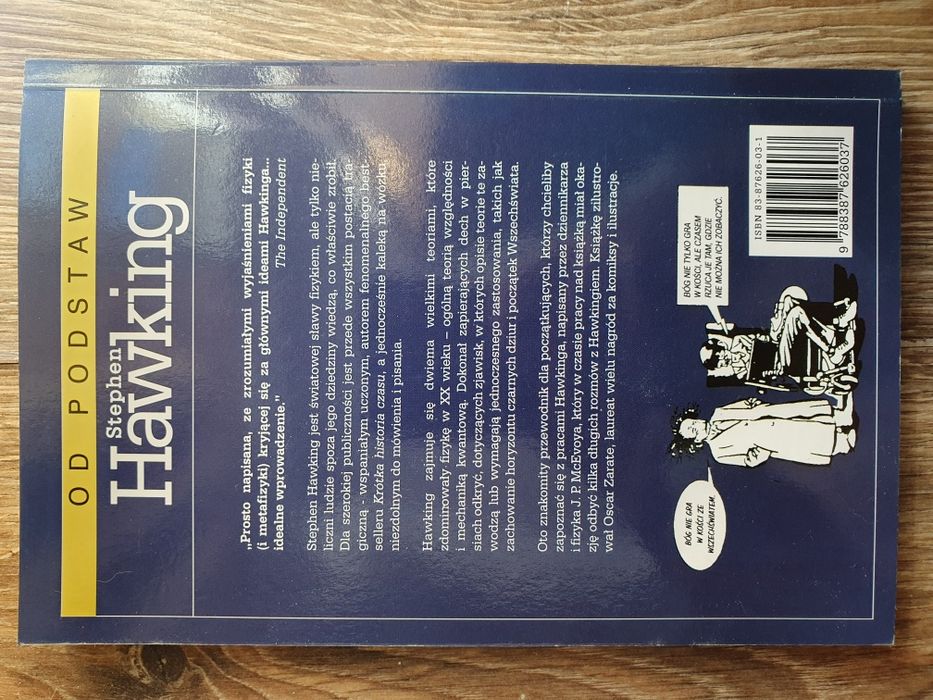 OD PODSTAW
Stephen
Hawking
„Prosto napisana, ze zrozumiałymi wyjaśnieniami fizyki
(i metafizyki) kryjącej się za głównymi ideami Hawkinga...
idealne wprowadzenie."
The Independent
Stephen Hawking jest światowej sławy fizykiem, ale tylko nie-
liczni ludzie spoza jego dziedziny wiedzą, co właściwie zrobił.
Dla szerokiej publiczności jest przede wszystkim postacią tra-
giczną - wspaniałym uczonym, autorem fenomenalnego best-
selleru Krótka historia czasu, a jednocześnie kaleką na wózku,
niezdolnym do mówienia i pisania.
Hawking zajmuje się dwiema wielkimi teoriami, które
zdominowały fizykę w XX wieku – ogólną teorią względności
i mechaniką kwantową. Dokonał zapierających dech w pier-
siach odkryć, dotyczących zjawisk, w których opisie teorie te za-
wodzą lub wymagają jednoczesnego zastosowania, takich jak
zachowanie horyzontu czarnych dziur i początek Wszechświata.
Oto znakomity przewodnik dla początkujących, którzy chcieliby
zapoznać się z pracami Hawkinga, napisany przez dziennikarza
i fizyka J. P. McEvoya, który w czasie pracy nad książką miał oka-
zję odbyć kilka długich rozmów z Hawkingiem. Książkę zilustro-
wał Oscar Zarate, laureat wielu nagród za komiksy i ilustracje.
BÓG NIE GRA
W KOŚCI ZE
WSZECHŚWIATEM.
BÓG NIE TYLKO GRA
W KOŚCI, ALE CZASEM
RZUCA JE TAM, GDZIE
NIE MOŻNA ICH ZOBACZYĆ.
ISBN 83-87626-03-1
9 788387 626037